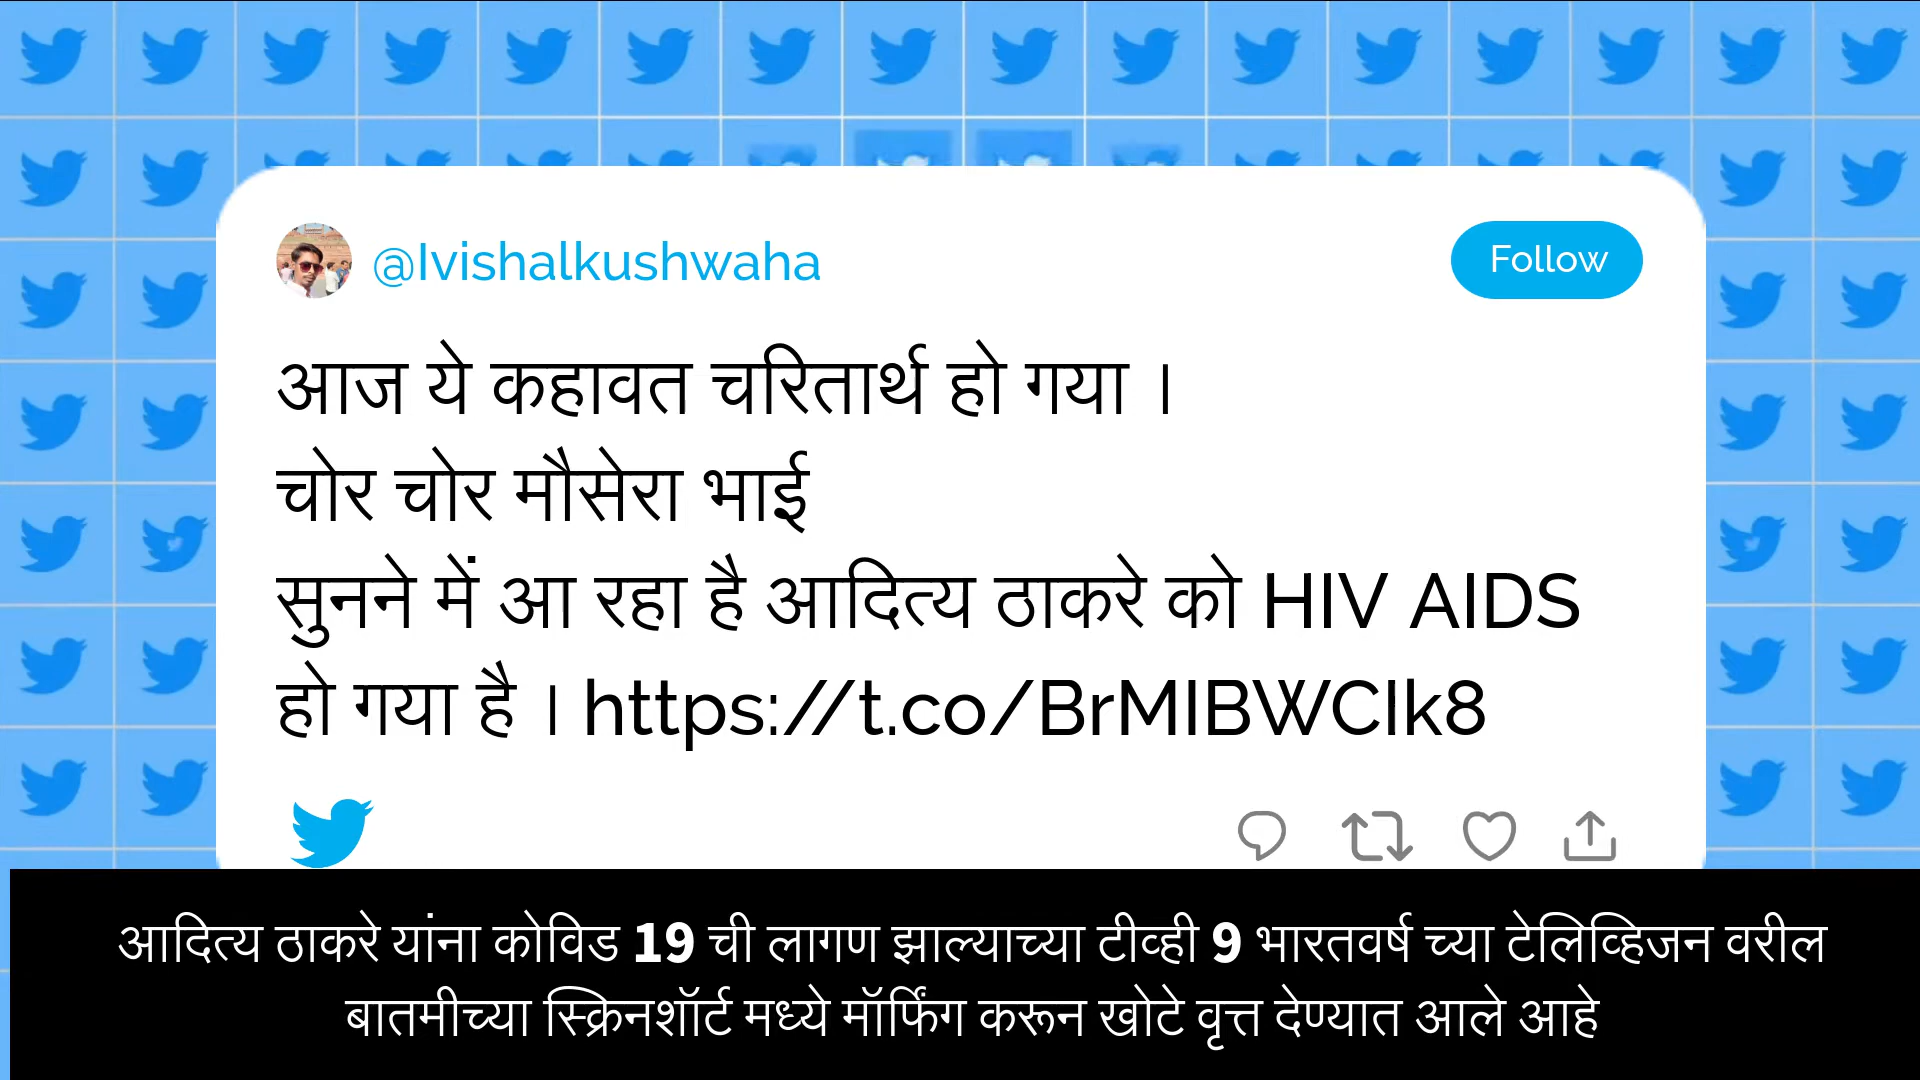 @Ivishalkushwaha
Follow
आज ये कहावत चरितार्थ हो गया ।
चोर चोर मौसेरा भाई
सुनने में आ रहा है आदित्य ठाकरे को HIV AIDS
हो गया है । https://t.co/BrMIBWCIk8
आदित्य ठाकरे यांना कोविड 19 ची लागण झाल्याच्या टीव्ही 9 भारतवर्ष च्या टेलिव्हिजन वरील
बातमीच्या स्क्रिनशॉर्ट मध्ये मॉर्फिंग करून खोटे वृत्त देण्यात आले आहे